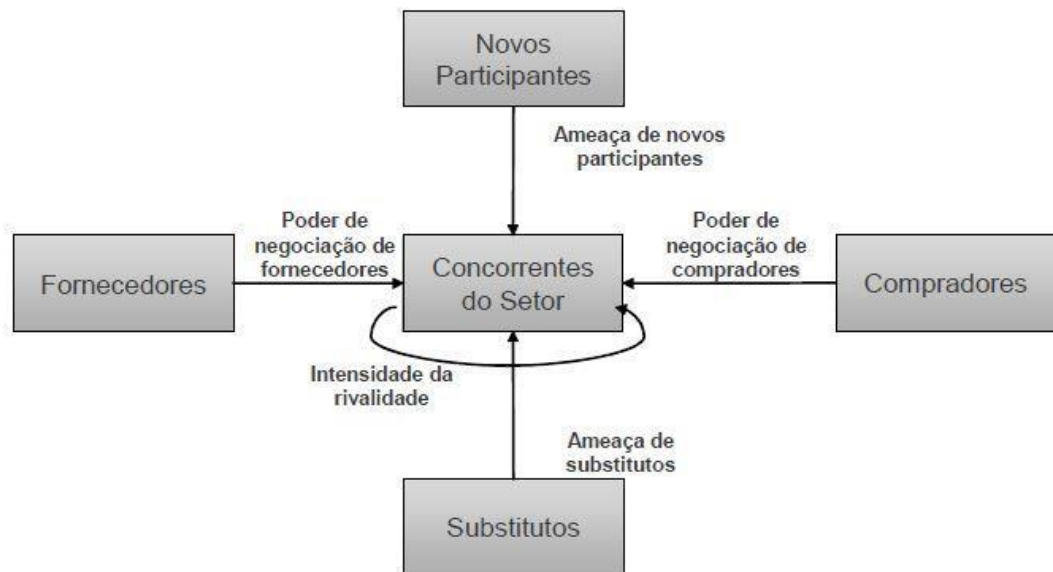 Novos
Participantes
Ameaça de novos
participantes
Poder de
negociação de
fornecedores
Poder de
negociação de
compradores
Fornecedores
Concorrentes
do Setor
Compradores
Intensidade da
rivalidade
Ameaça de
substitutos
Substitutos